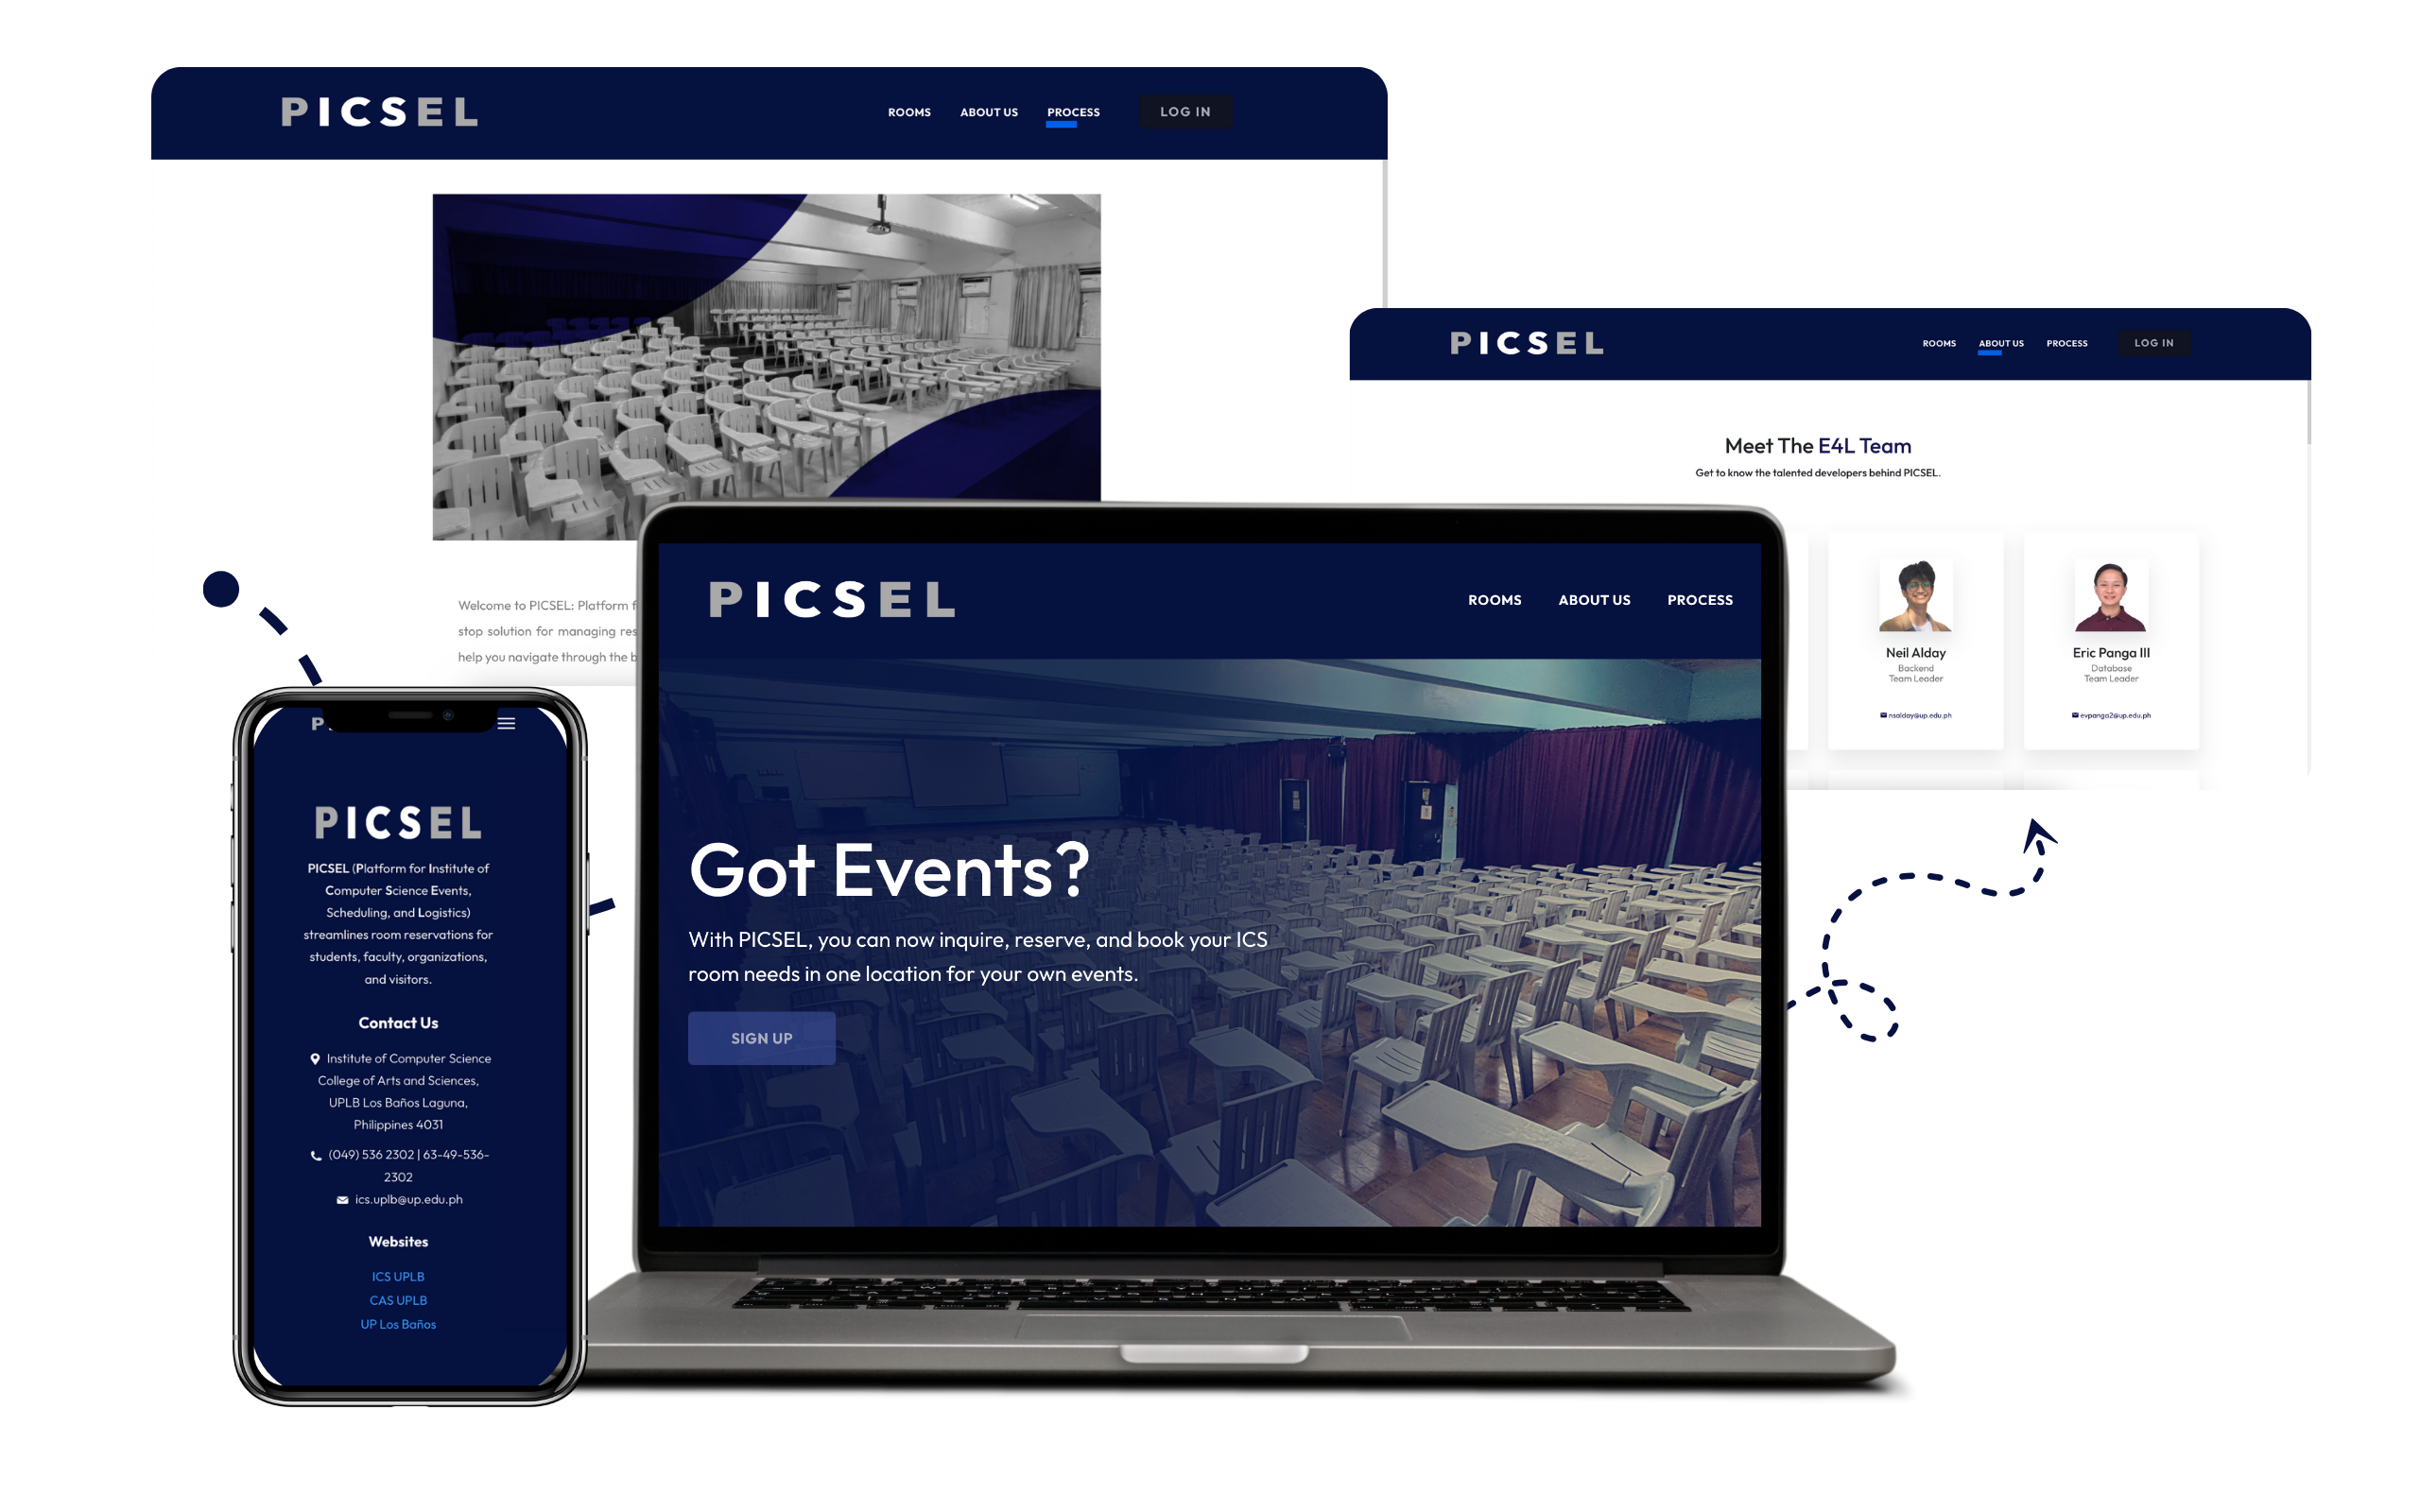 PICSEL
ROOMS ABOUT US PROCESS LOG IN
Welcome to PICSEL: Platform
stop solution for managing
help you navigate through the
PICSEL
ROOMS ABOUT US PROCESS LOG IN
Meet The E4L Team
Get to know the talented developers behind PICSEL.
Neil Alday
Backend
Team Leader
nsalday@up.edu.ph
Eric Panga III
Database
Team Leader
evpanga2@up.edu.ph
PICSEL
ROOMS ABOUT US PROCESS
Got Events?
With PICSEL, you can now inquire, reserve, and book your ICS
room needs in one location for your own events.
SIGN UP
P
PICSEL
PICSEL (Platform for Institute of
Computer Science Events,
Scheduling, and Logistics)
streamlines room reservations for
students, faculty, organizations,
and visitors.
Contact Us
Institute of Computer Science
College of Arts and Sciences,
UPLB Los Baños Laguna,
Philippines 4031
(049) 536 2302 | 63-49-536-
2302
ics.uplb@up.edu.ph
Websites
ICS UPLB
CAS UPLB
UP Los Baños